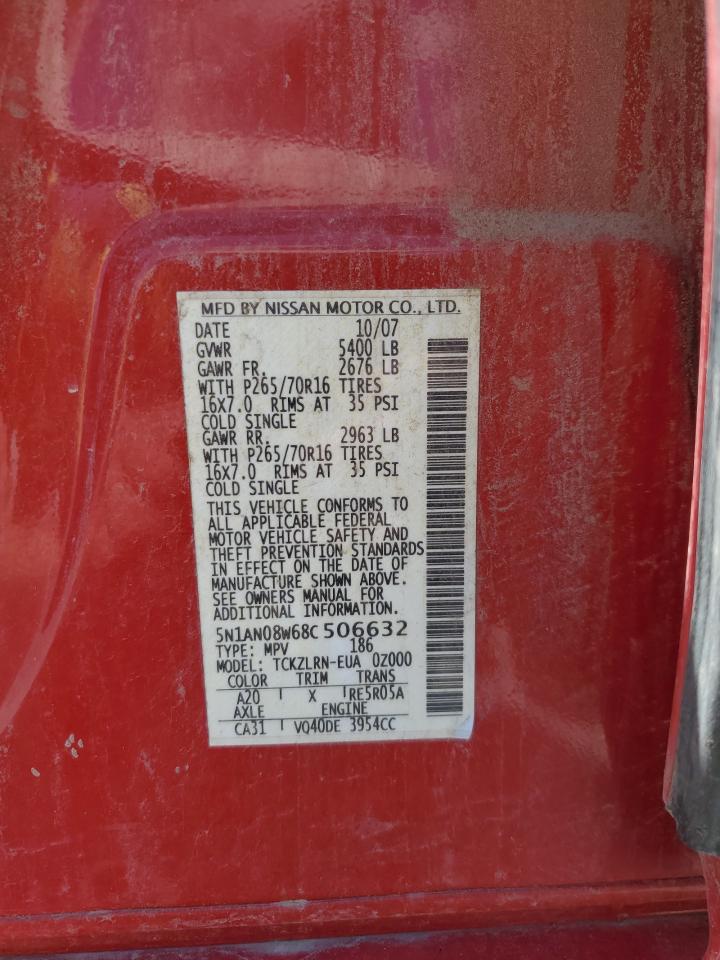 MFD BY NISSAN MOTOR CO., LTD.
DATE 10/07
GVWR 5400 LB
GAWR FR. 2676 LB
WITH P265/70R16 TIRES
16X7.0 RIMS AT 35 PSI
COLD SINGLE
GAWR RR. 2963 LB
WITH P265/70R16 TIRES
16X7.0 RIMS AT 35 PSI
COLD SINGLE
THIS VEHICLE CONFORMS TO
ALL APPLICABLE FEDERAL
MOTOR VEHICLE SAFETY AND
THEFT PREVENTION STANDARDS
IN EFFECT ON THE DATE OF
MANUFACTURE SHOWN ABOVE.
SEE OWNERS MANUAL FOR
ADDITIONAL INFORMATION.
5N1AN08W68C506632
TYPE: MPV 186
MODEL: TCKZLRN-EUA 0Z000
COLOR TRIM TRANS
A20 X RE5R05A
AXLE ENGINE
CA31 VQ40DE 3954CC